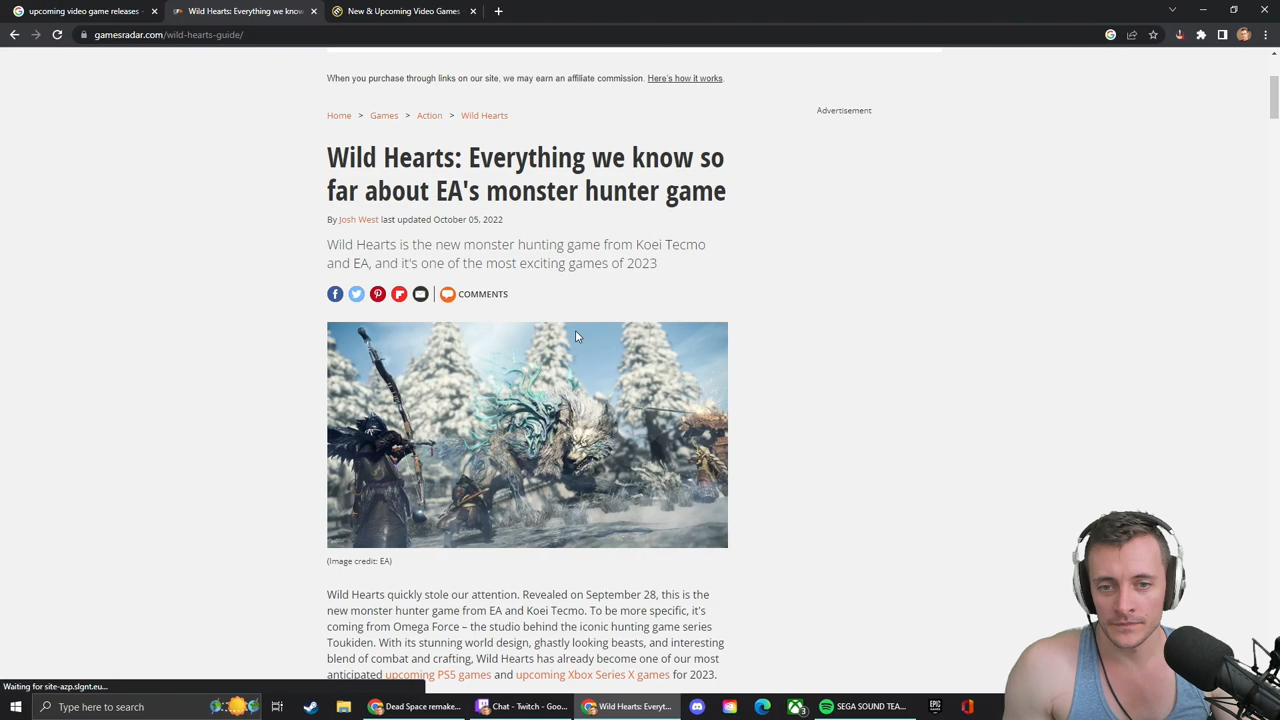 upcoming video game releases -
Wild Hearts: Everything we know
New & Upcoming Games -
gamesradar.com/wild-hearts-guide/
When you purchase through links on our site, we may earn an affiliate commission. Here's how it works.
Home > Games > Action > Wild Hearts
Advertisement
Wild Hearts: Everything we know so
far about EA's monster hunter game
By Josh West last updated October 05, 2022
Wild Hearts is the new monster hunting game from Koei Tecmo
and EA, and it's one of the most exciting games of 2023
COMMENTS
(Image credit: EA)
Wild Hearts quickly stole our attention. Revealed on September 28, this is the
new monster hunter game from EA and Koei Tecmo. To be more specific, it's
coming from Omega Force – the studio behind the iconic hunting game series
Toukiden. With its stunning world design, ghastly looking beasts, and interesting
blend of combat and crafting, Wild Hearts has already become one of our most
anticipated upcoming PS5 games and upcoming Xbox Series X games for 2023.
Waiting for site-azp.slgnt.eu...
Type here to search
Dead Space remake...
Chat - Twitch - Goo...
Wild Hearts: Everyt...
SEGA SOUND TEA...